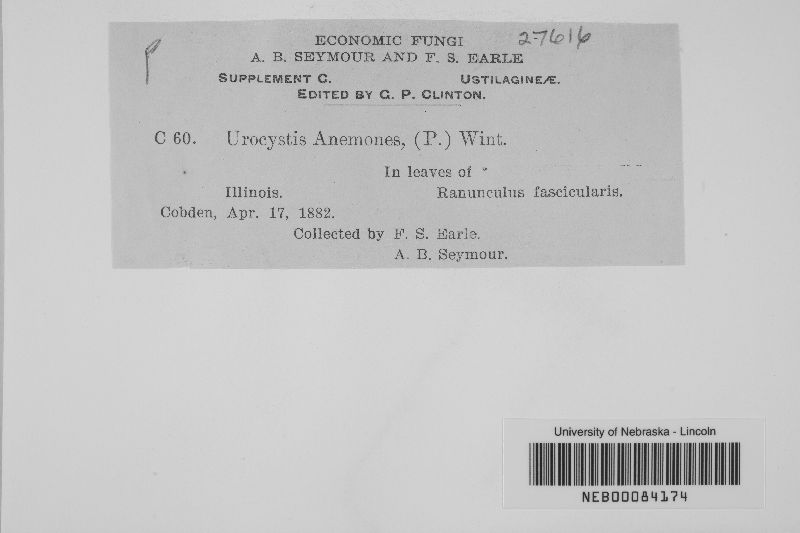 27616
ECONOMIC FUNGI
A. B. SEYMOUR AND F. S. EARLE
SUPPLEMENT C. USTILAGINEÆ.
EDITED BY G. P. CLINTON.
C 60. Urocystis Anemones, (P.) Wint.
In leaves of
Illinois. Ranunculus fascicularis.
Cobden, Apr. 17, 1882.
Collected by F. S. Earle.
A. B. Seymour.
University of Nebraska - Lincoln
NEB00084174